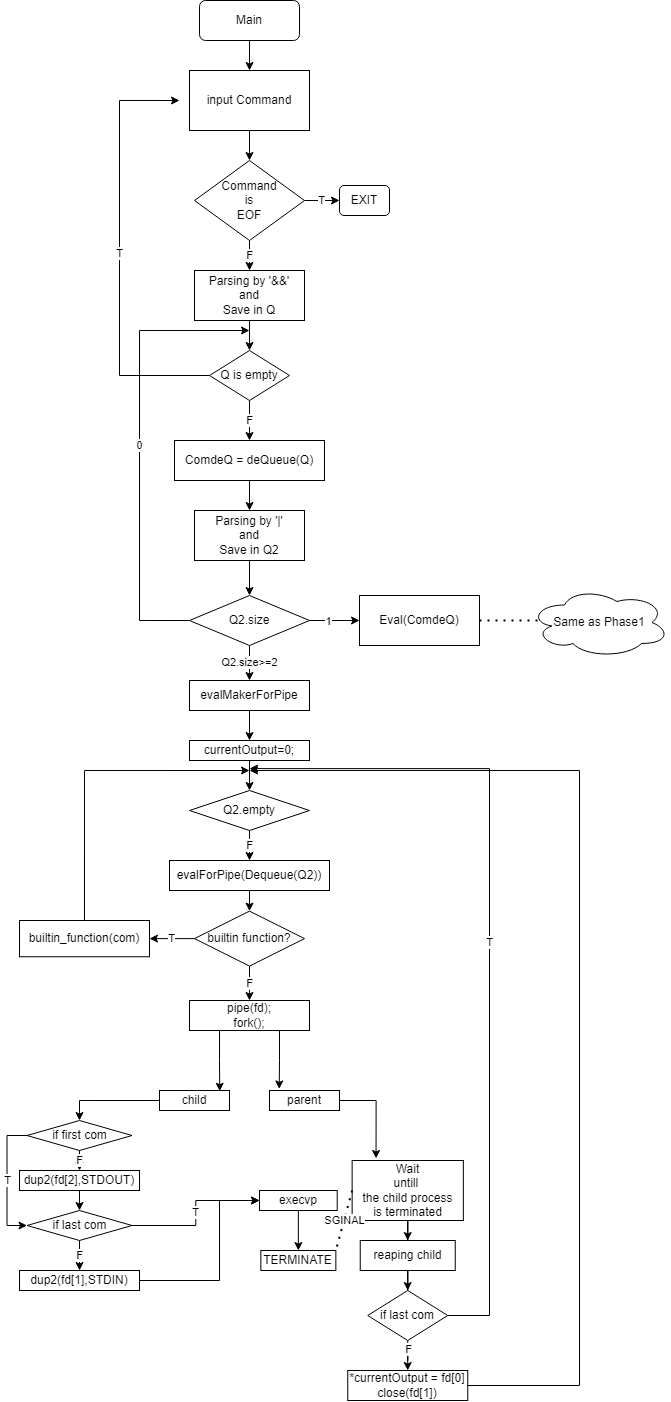 Main
input Command
Command
is
EOF
T
EXIT
F
T
Parsing by '&&'
and
Save in Q
Q is empty
F
0
ComdeQ = deQueue(Q)
Parsing by '|'
and
Save in Q2
Q2.size
1
Eval(ComdeQ)
Same as Phase1
Q2.size>=2
evalMakerForPipe
currentOutput=0;
Q2.empty
F
evalForPipe(Dequeue(Q2))
builtin function?
T
builtin_function(com)
T
F
pipe(fd);
fork();
child
parent
if first com
F
T
dup2(fd[2],STDOUT)
if last com
T
F
dup2(fd[1],STDIN)
execvp
TERMINATE
SGINAL
Wait
untill
the child process
is terminated
reaping child
if last com
F
*currentOutput = fd[0]
close(fd[1])